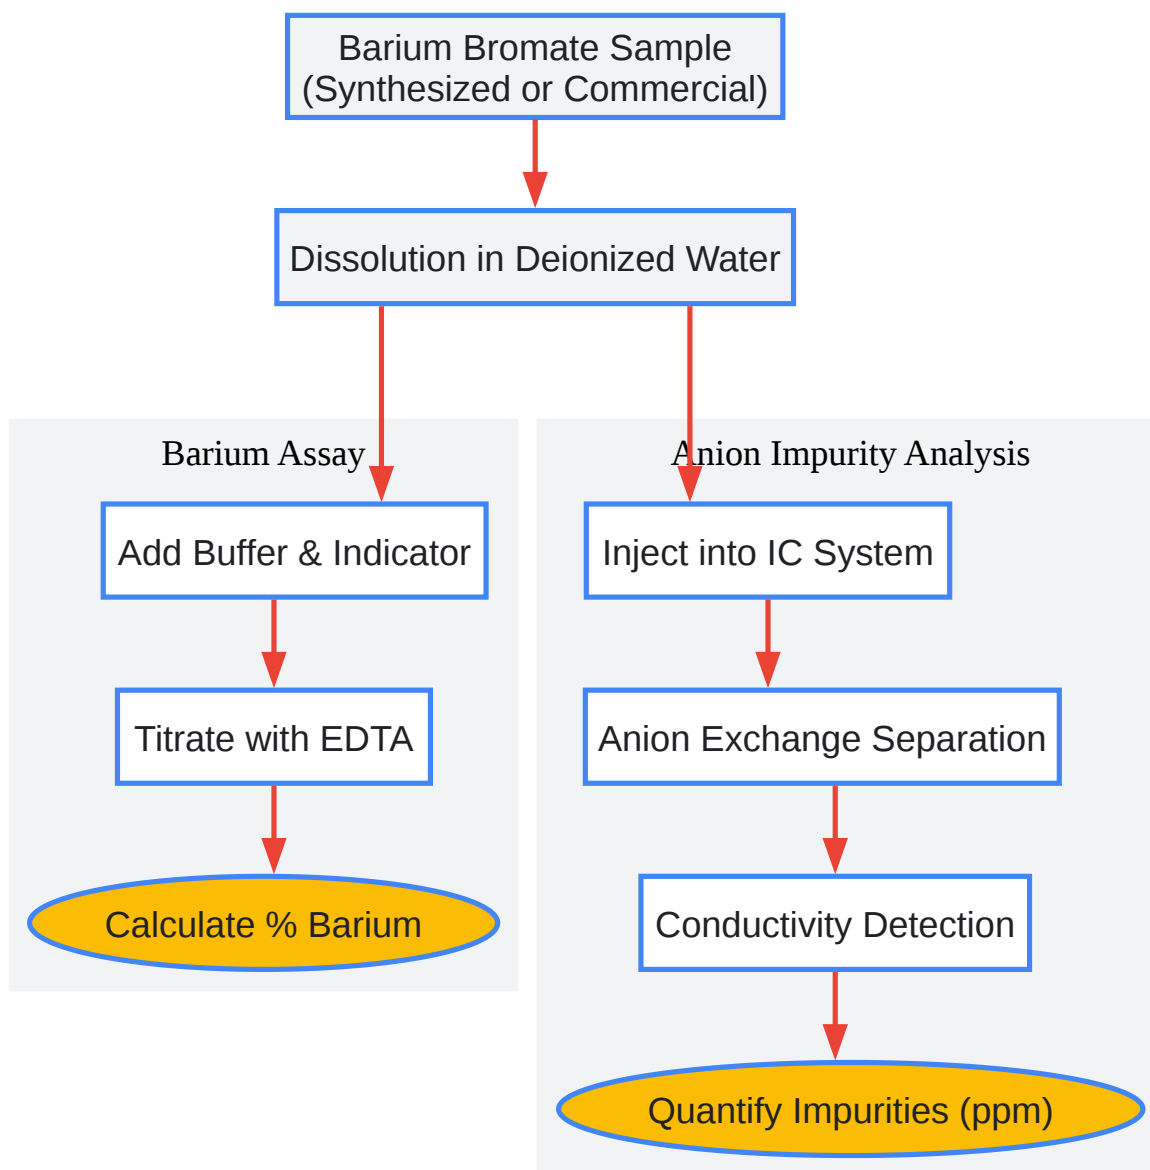 Barium Bromate Sample
(Synthesized or Commercial)
Dissolution in Deionized Water
Barium Assay
Add Buffer & Indicator
Titrate with EDTA
Calculate % Barium
Anion Impurity Analysis
Inject into IC System
Anion Exchange Separation
Conductivity Detection
Quantify Impurities (ppm)